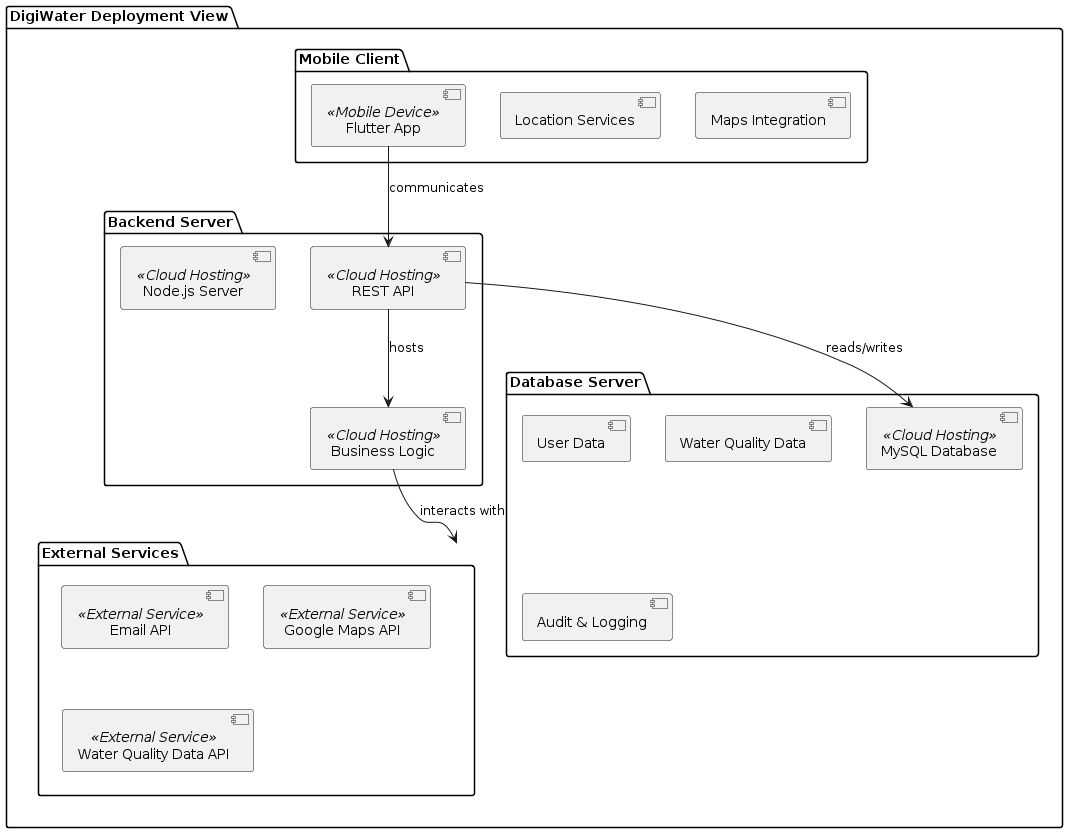 DigiWater Deployment View
Mobile Client
«Mobile Device»
Flutter App
Location Services
Maps Integration
communicates
Backend Server
«Cloud Hosting»
Node.js Server
«Cloud Hosting»
REST API
hosts
reads/writes
«Cloud Hosting»
Business Logic
Database Server
User Data
Water Quality Data
«Cloud Hosting»
MySQL Database
interacts with
Audit & Logging
External Services
«External Service»
Email API
«External Service»
Google Maps API
«External Service»
Water Quality Data API